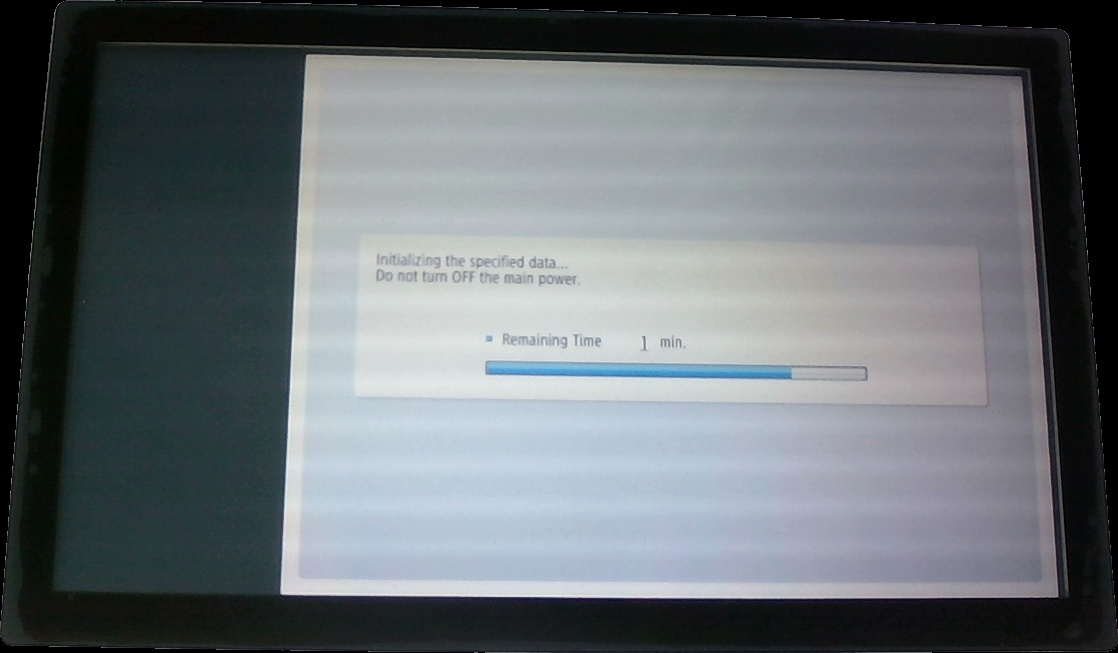 Initializing the specified data...
Do not turn OFF the main power.
Remaining Time 1 min.